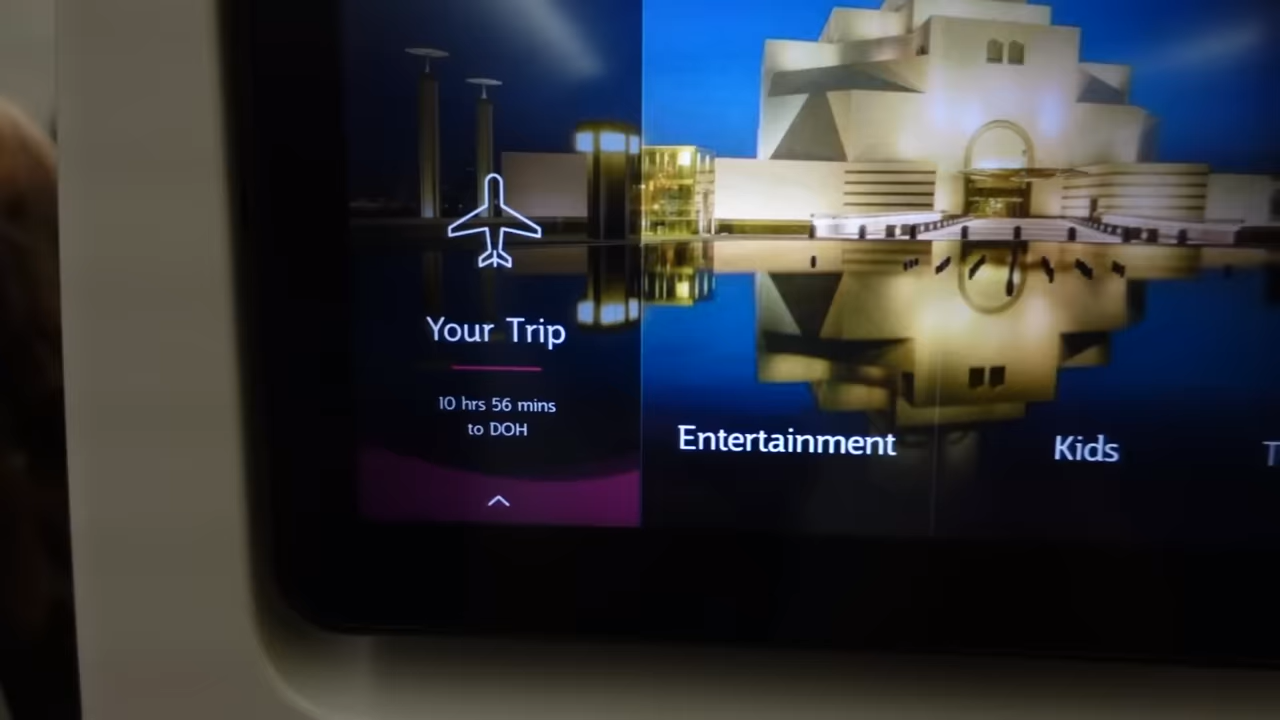 Your Trip
10 hrs 56 mins
to DOH
Entertainment
Kids
T